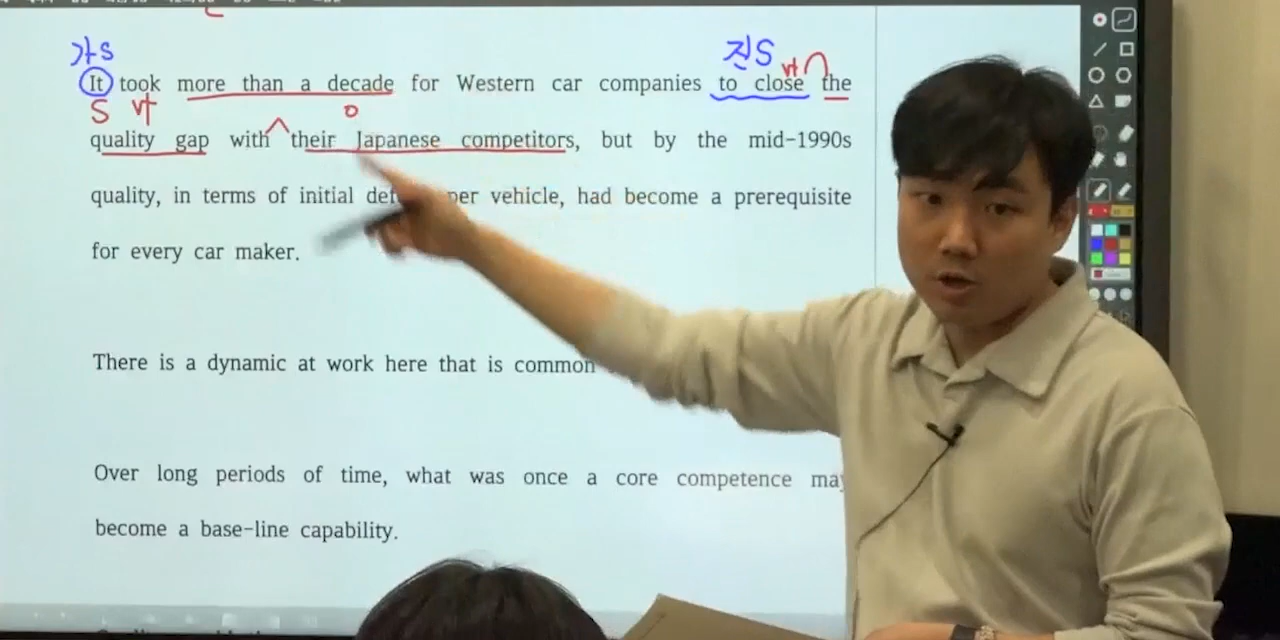 가S 진S
It took more than a decade for Western car companies to close the
S vt o vt
quality gap with their Japanese competitors, but by the mid-1990s
quality, in terms of initial per vehicle, had become a prerequisite
for every car maker.
There is a dynamic at work here that is common
Over long periods of time, what was once a core competence
become a base-line capability.